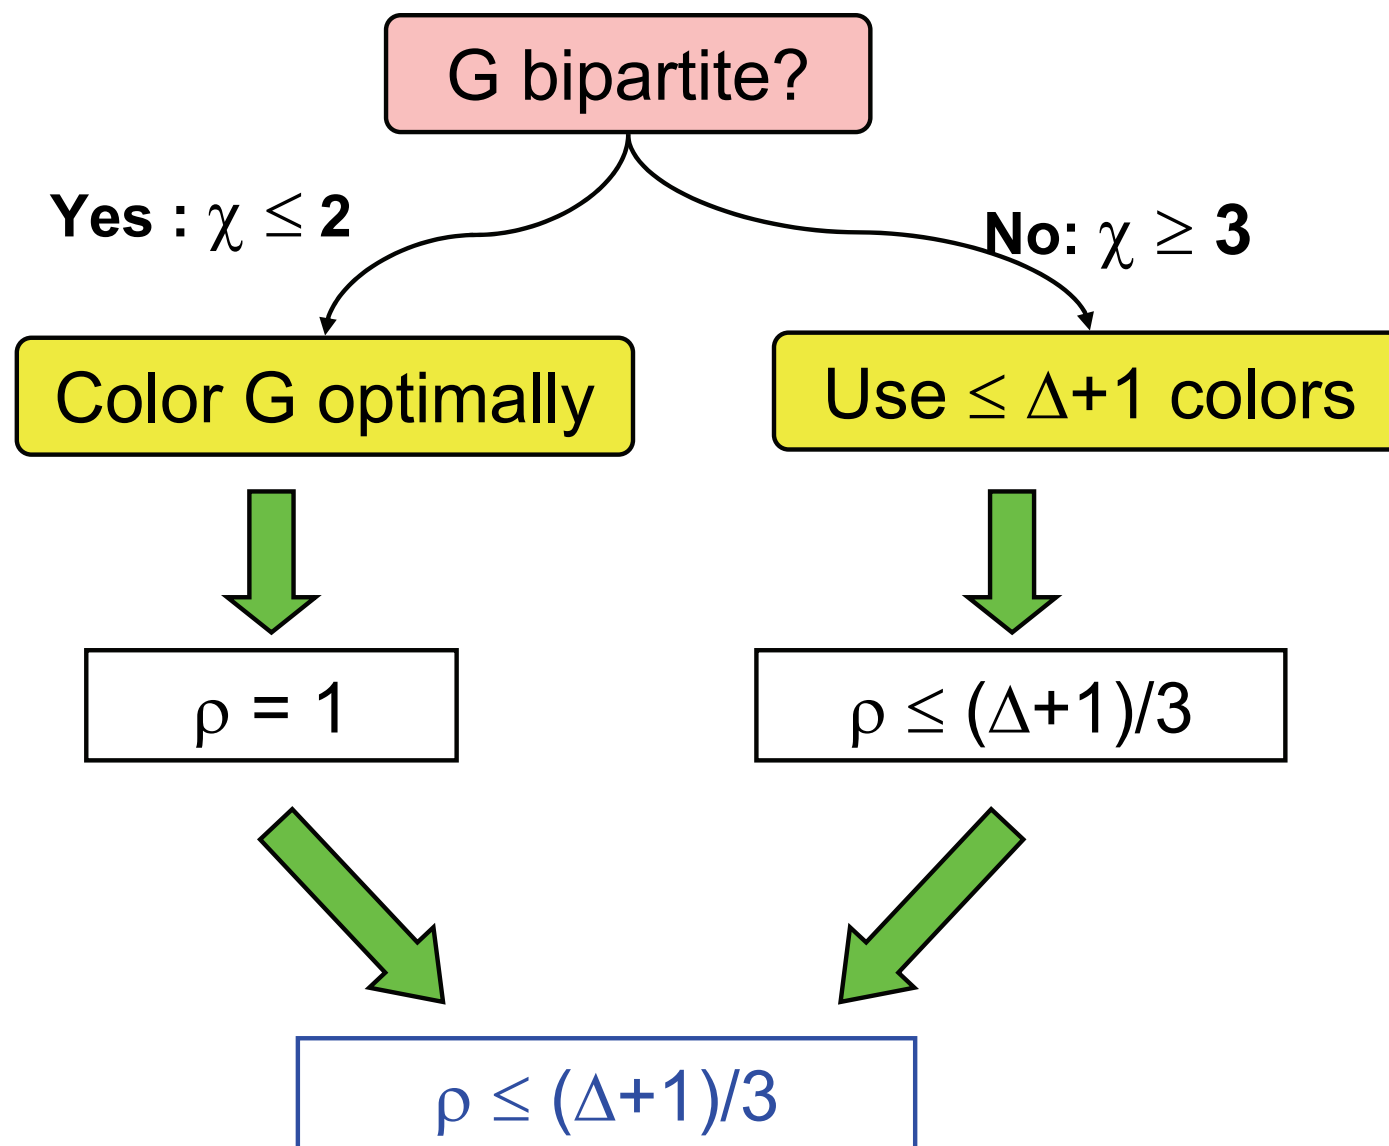 G bipartite?
Yes : χ ≤ 2
No: χ ≥ 3
Color G optimally
Use ≤ Δ+1 colors
ρ = 1
ρ ≤ (Δ+1)/3
ρ ≤ (Δ+1)/3